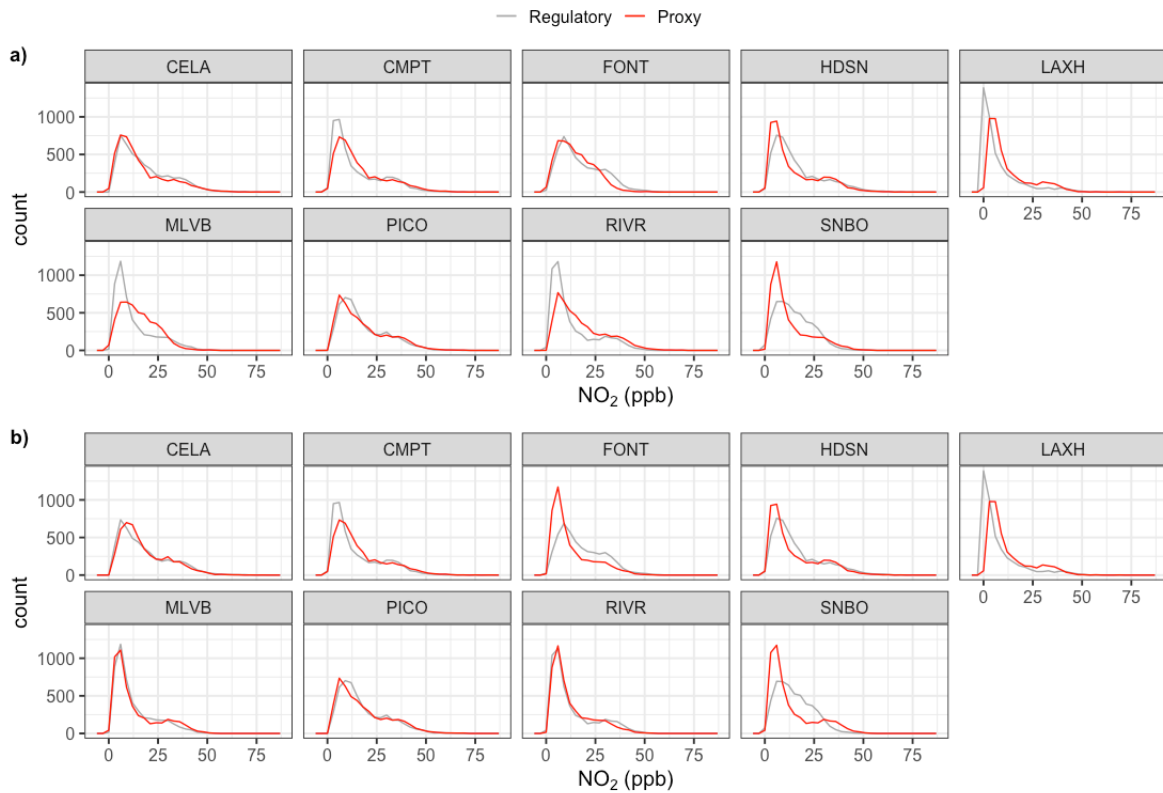 Regulatory Proxy
a)
CELA CMPT FONT HDSN LAXH
1000
500
0
0 25 50 75
MLVB PICO RIVR SNBO
1000
500
0
0 25 50 75 0 25 50 75 0 25 50 75 0 25 50 75
count
NO₂ (ppb)
b)
CELA CMPT FONT HDSN LAXH
1000
500
0
0 25 50 75
MLVB PICO RIVR SNBO
1000
500
0
0 25 50 75 0 25 50 75 0 25 50 75 0 25 50 75
count
NO₂ (ppb)